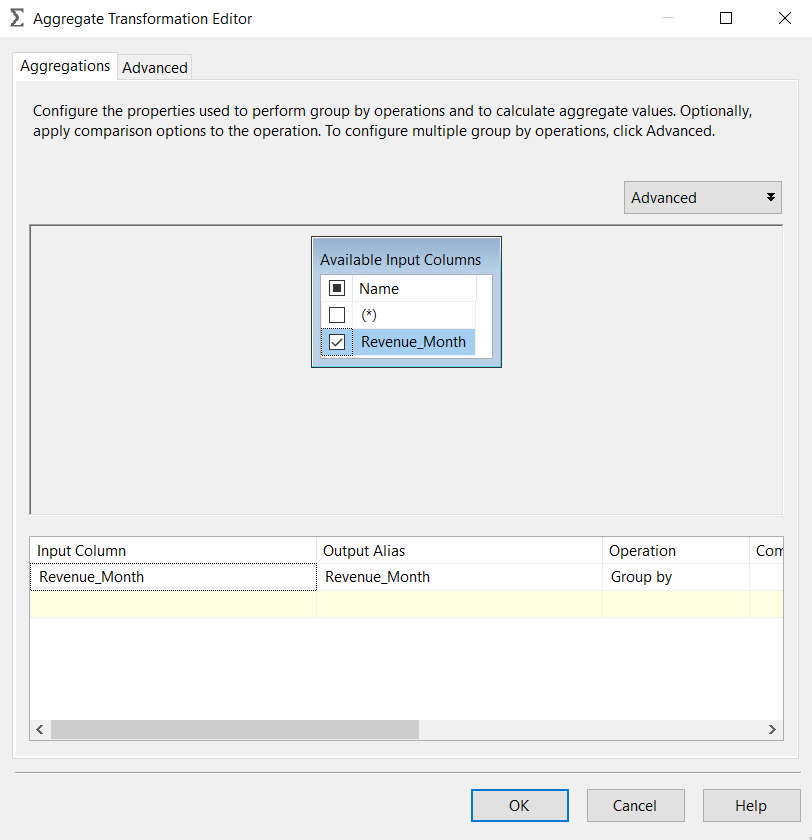 Aggregate Transformation Editor
Aggregations Advanced
Configure the properties used to perform group by operations and to calculate aggregate values. Optionally,
apply comparison options to the operation. To configure multiple group by operations, click Advanced.
Advanced
Available Input Columns
Name
(*)
Revenue_Month
Input Column Output Alias Operation Com
Revenue_Month Revenue_Month Group by
OK Cancel Help